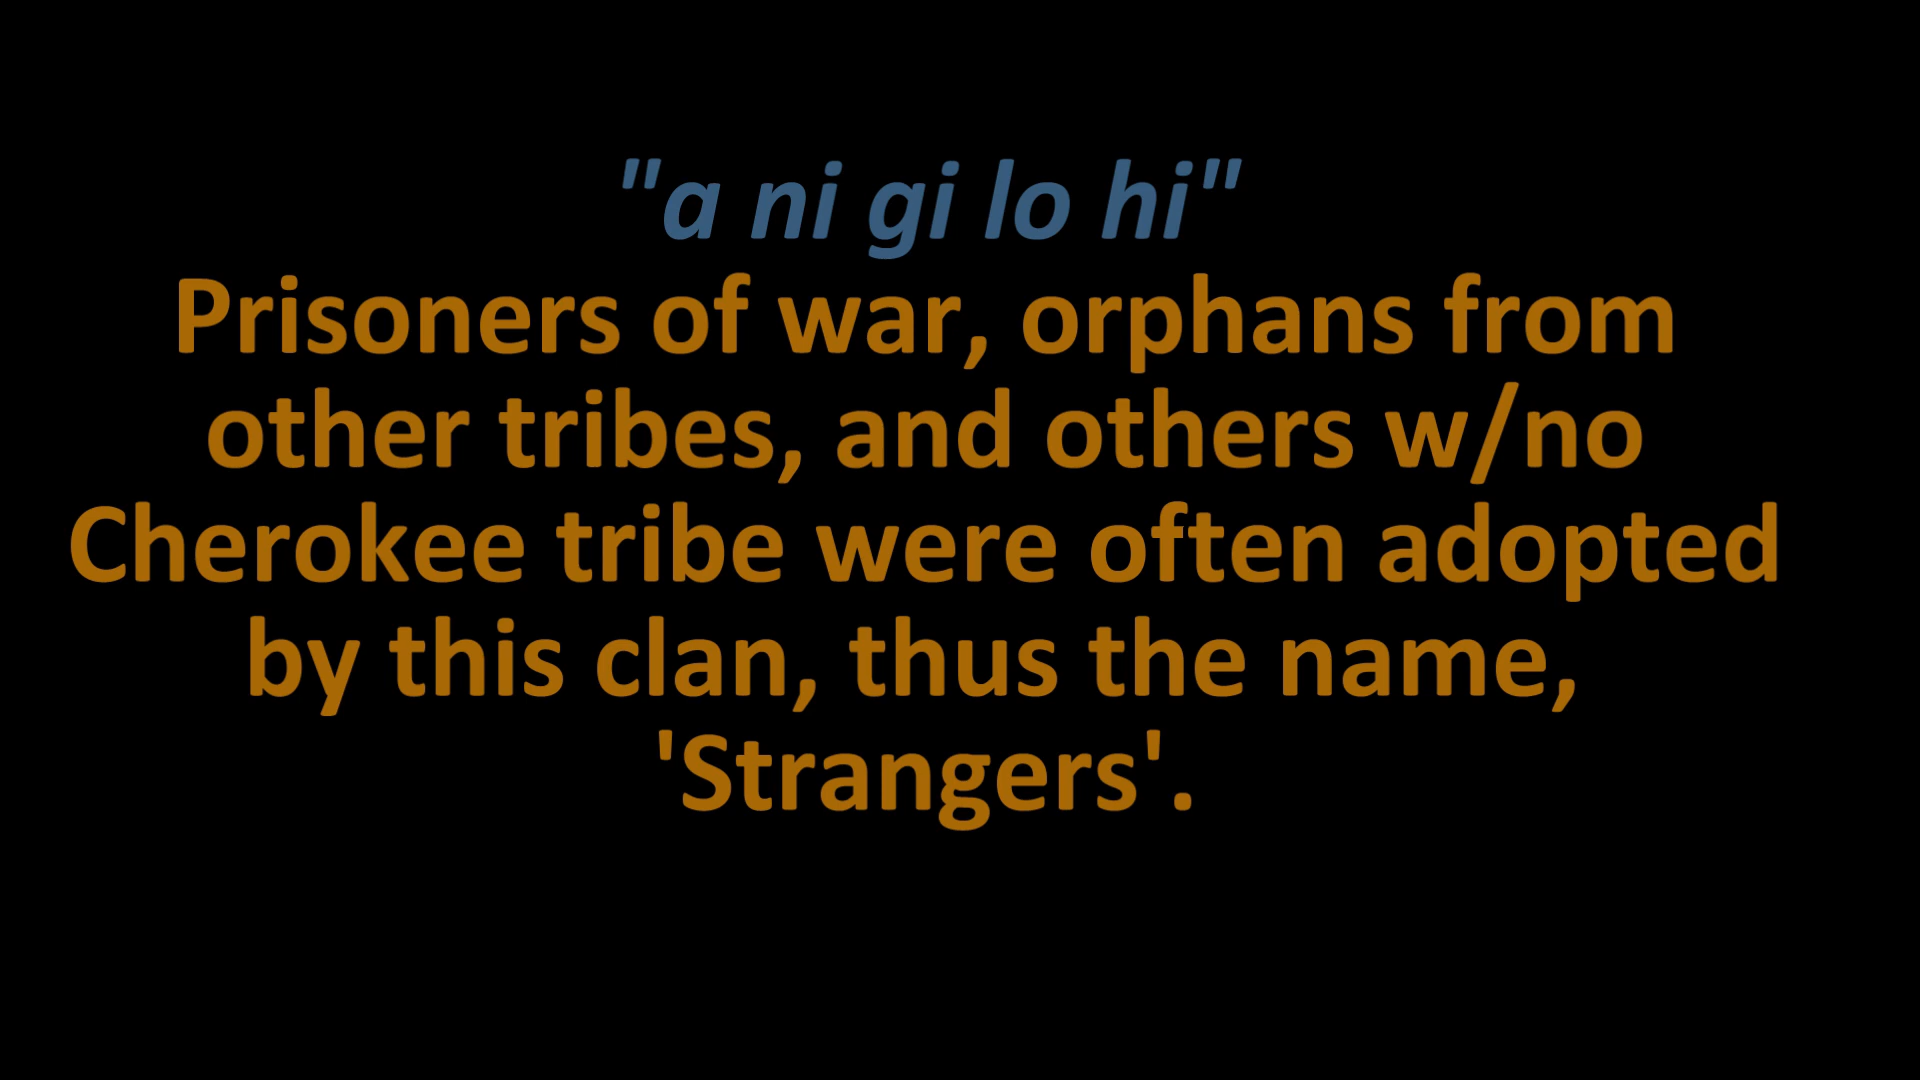 "a ni gi lo hi"
Prisoners of war, orphans from
other tribes, and others w/no
Cherokee tribe were often adopted
by this clan, thus the name,
'Strangers'.